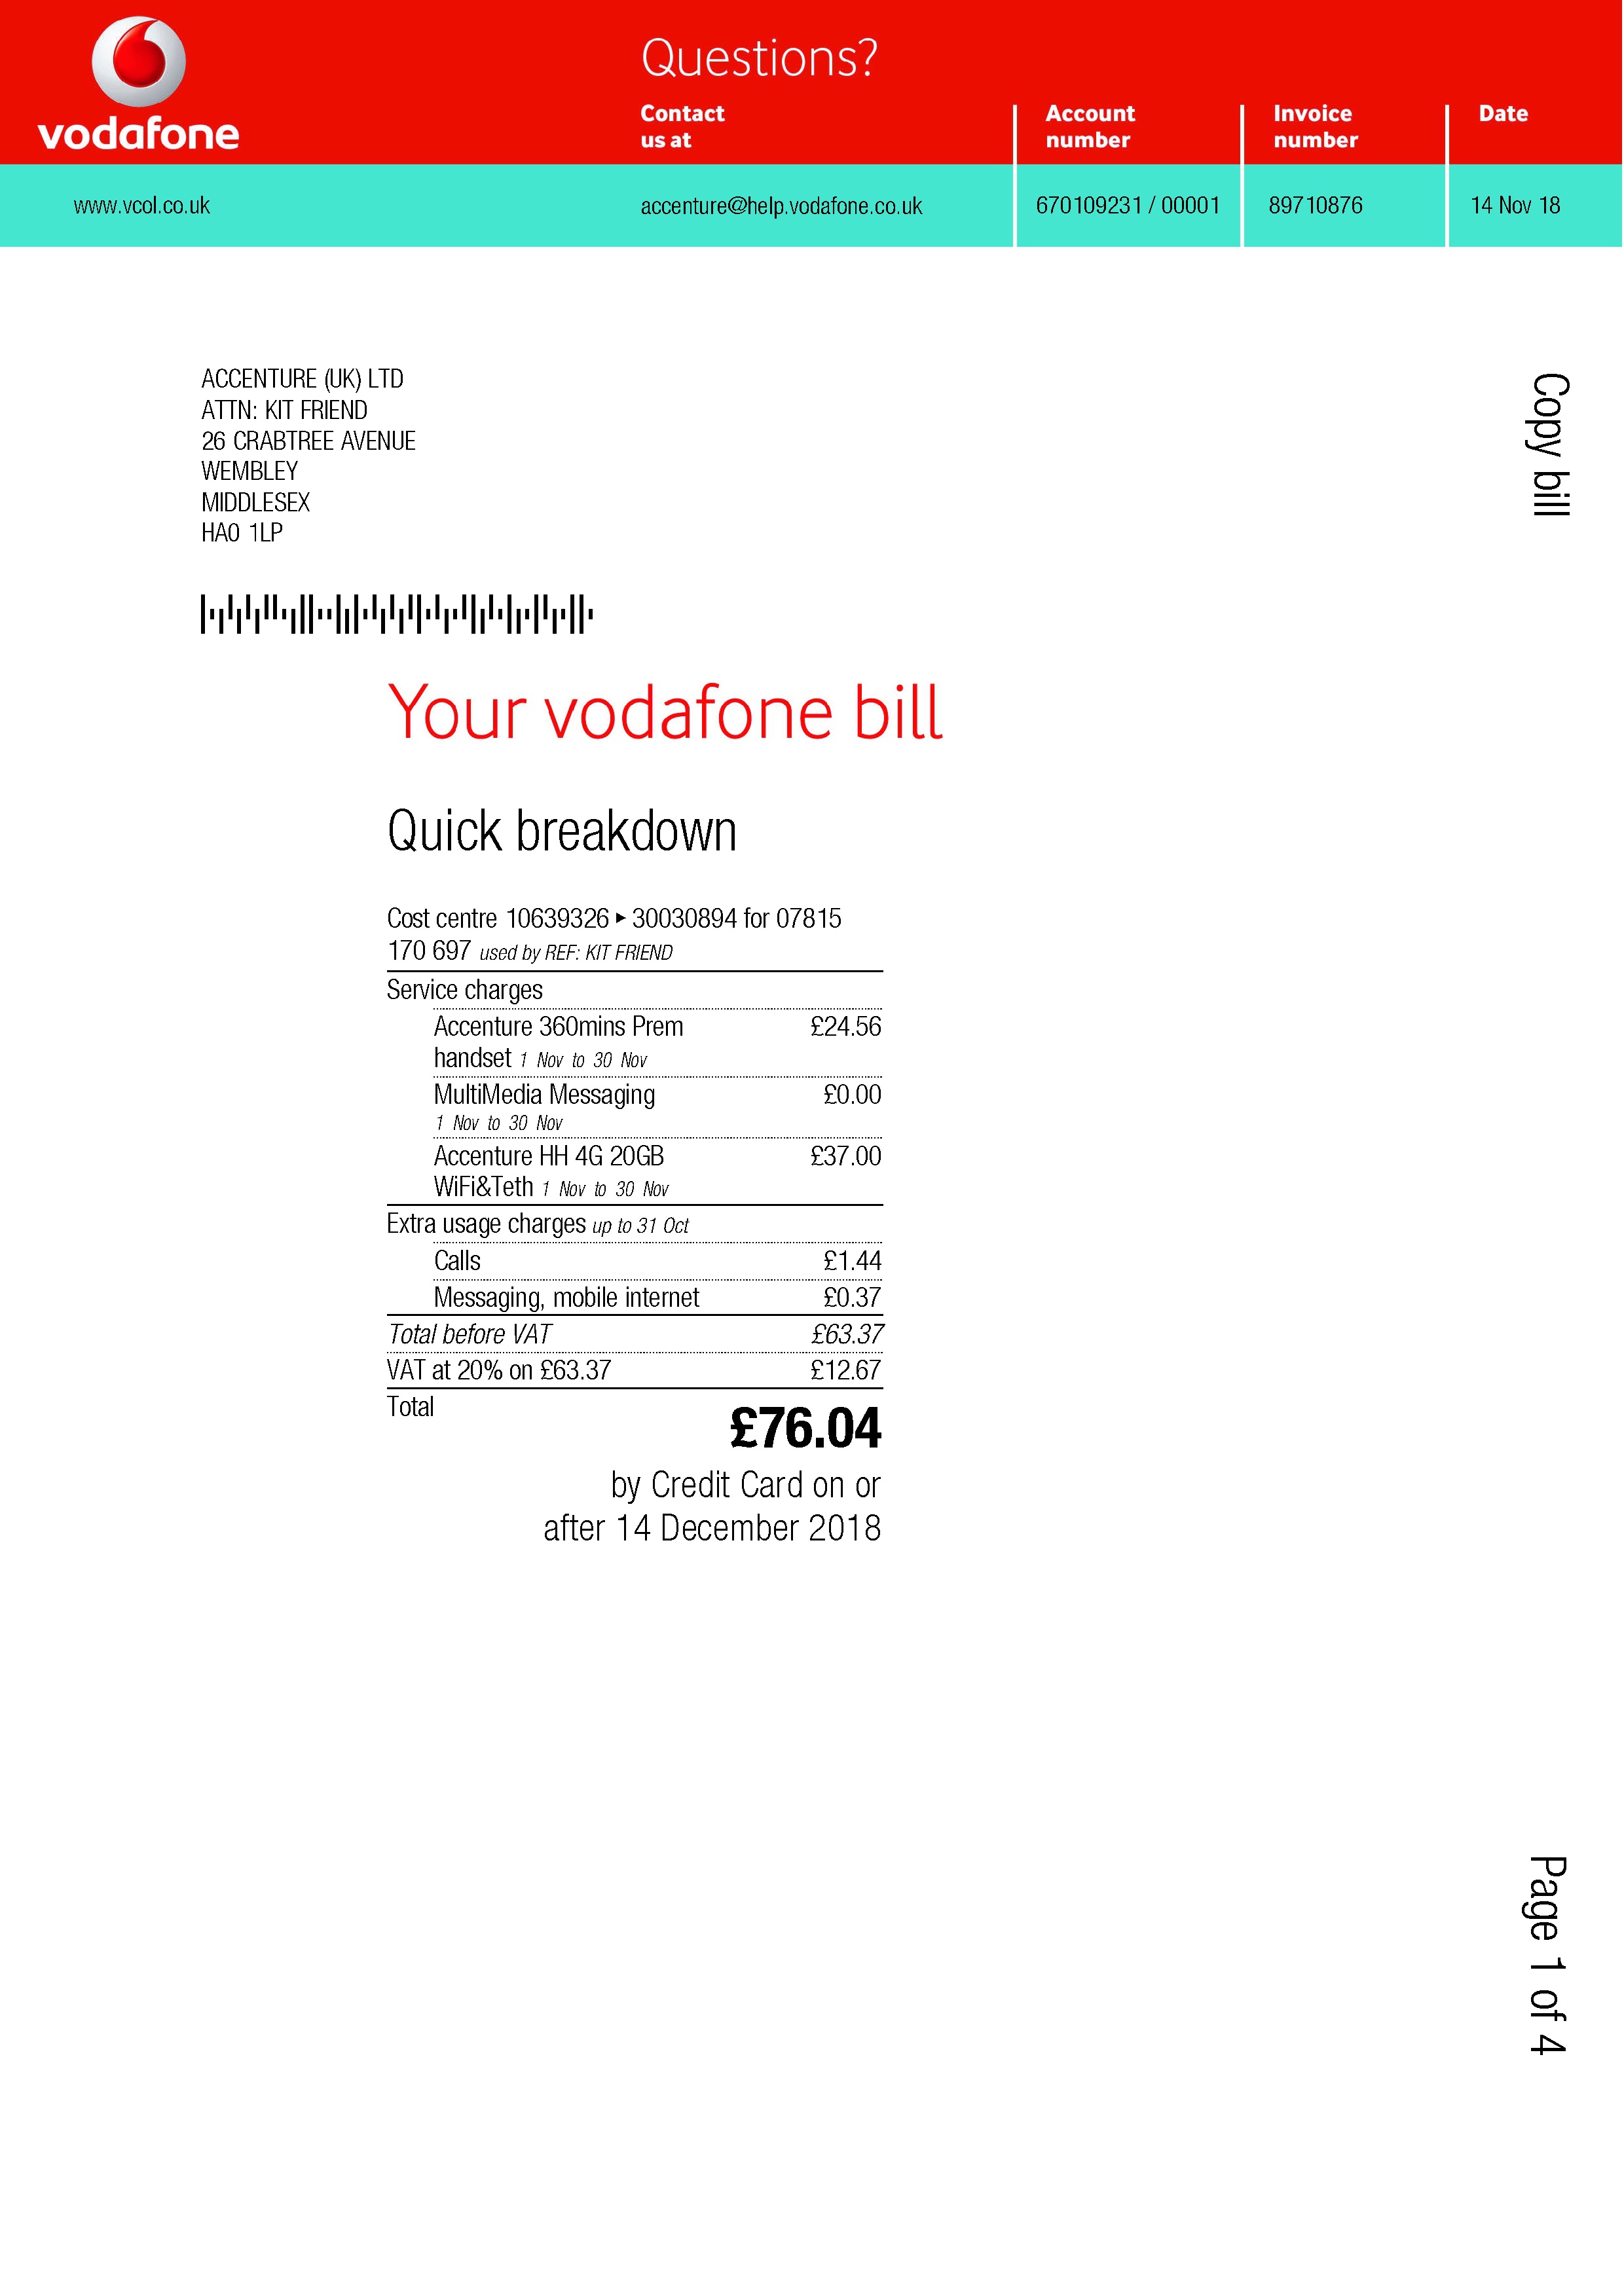 vodafone
Questions?
Contact
us at
Account
number
Invoice
number
Date
www.vcol.co.uk
accenture@help.vodafone.co.uk
670109231 / 00001
89710876
14 Nov 18
ACCENTURE (UK) LTD
ATTN: KIT FRIEND
26 CRABTREE AVENUE
WEMBLEY
MIDDLESEX
HA0 1LP
Copy bill
Your vodafone bill
Quick breakdown
Cost centre 10639326 ▸ 30030894 for 07815
170 697 used by REF: KIT FRIEND
Service charges
Accenture 360mins Prem £24.56
handset 1 Nov to 30 Nov
MultiMedia Messaging £0.00
1 Nov to 30 Nov
Accenture HH 4G 20GB £37.00
WiFi&Teth 1 Nov to 30 Nov
Extra usage charges up to 31 Oct
Calls £1.44
Messaging, mobile internet £0.37
Total before VAT £63.37
VAT at 20% on £63.37 £12.67
Total
£76.04
by Credit Card on or
after 14 December 2018
Page 1 of 4